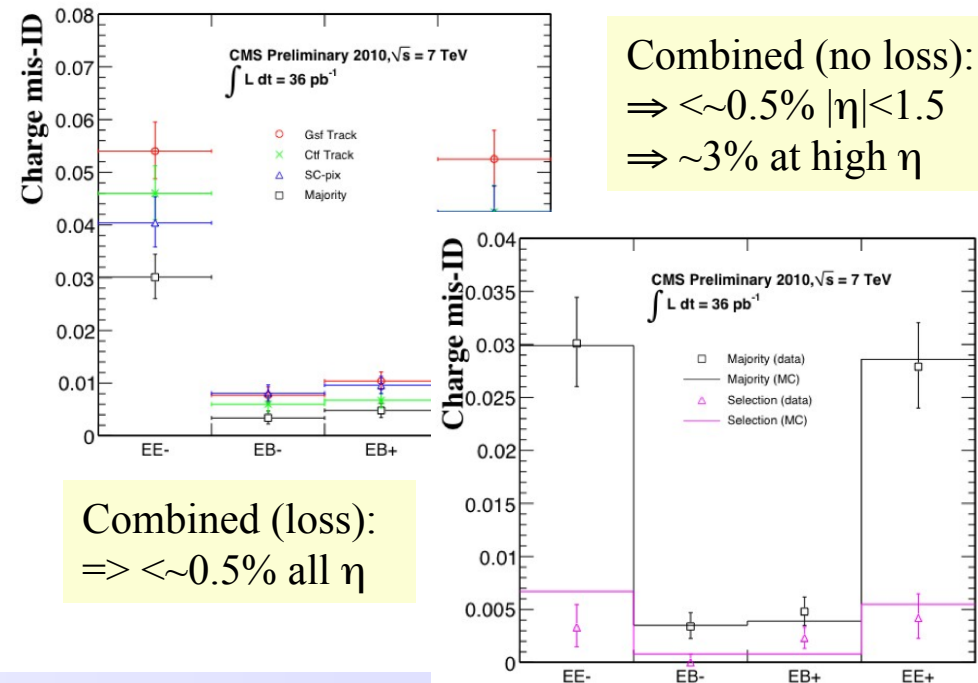 Charge mis-ID
0.08
0.07
0.06
0.05
0.04
0.03
0.02
0.01
0
CMS Preliminary 2010,√s = 7 TeV
∫ L dt = 36 pb⁻¹
Gsf Track
Ctf Track
SC-pix
Majority
EE-
EB-
EB+
Combined (no loss):
⇒ <~0.5% |η|<1.5
⇒ ~3% at high η
Combined (loss):
=> <~0.5% all η
Charge mis-ID
0.04
0.035
0.03
0.025
0.02
0.015
0.01
0.005
0
CMS Preliminary 2010,√s = 7 TeV
∫ L dt = 36 pb⁻¹
Majority (data)
Majority (MC)
Selection (data)
Selection (MC)
EE-
EB-
EB+
EE+